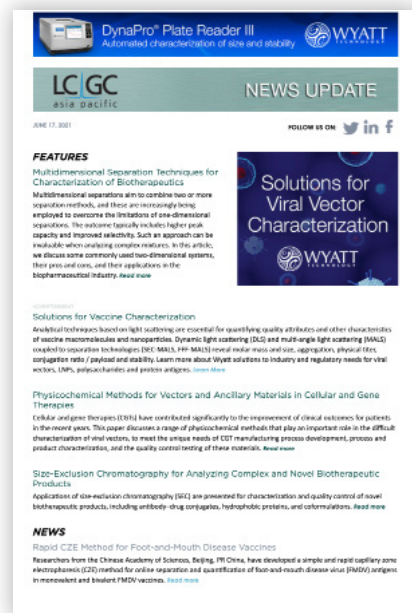 DynaPro® Plate Reader III
Automated characterization of size and stability
WYATT
TECHNOLOGY
LC|GC
asia pacific
NEWS UPDATE
JUNE 17, 2021
FOLLOW US ON:
FEATURES
Multidimensional Separation Techniques for
Characterization of Biotherapeutics
Multidimensional separations aim to combine two or more
separation methods, and these are increasingly being
employed to overcome the limitations of one-dimensional
separations. The outcome typically includes higher peak
capacity and improved selectivity. Such an approach can be
invaluable when analyzing complex mixtures. In this article,
we discuss some commonly used two-dimensional systems,
their pros and cons, and their applications in the
biopharmaceutical industry. Read more
Solutions for
Viral Vector
Characterization
WYATT
TECHNOLOGY
ADVERTISEMENT
Solutions for Vaccine Characterization
Analytical techniques based on light scattering are essential for quantifying quality attributes and other characteristics
of vaccine macromolecules and nanoparticles. Dynamic light scattering (DLS) and multi-angle light scattering (MALS)
coupled to separation technologies (SEC-MALS, FFF-MALS) reveal molar mass and size, aggregation, physical titer,
conjugation ratio / payload and stability. Learn more about Wyatt solutions to industry and regulatory needs for viral
vectors, LNPs, polysaccharides and protein antigens. Learn More
Physicochemical Methods for Vectors and Ancillary Materials in Cellular and Gene
Therapies
Cellular and gene therapies (CGTs) have contributed significantly to the improvement of clinical outcomes for patients
in the recent years. This paper discusses a range of physicochemical methods that play an important role in the difficult
characterization of viral vectors, to meet the unique needs of CGT manufacturing process development, process and
product characterization, and the quality control testing of these materials. Read more
Size-Exclusion Chromatography for Analyzing Complex and Novel Biotherapeutic
Products
Applications of size-exclusion chromatography (SEC) are presented for characterization and quality control of novel
biotherapeutic products, including antibody-drug conjugates, hydrophobic proteins, and coformulations. Read more
NEWS
Rapid CZE Method for Foot-and-Mouth Disease Vaccines
Researchers from the Chinese Academy of Sciences, Beijing, PR China, have developed a simple and rapid capillary zone
electrophoresis (CZE) method for online separation and quantification of foot-and-mouth disease virus (FMDV) antigens
in monovalent and bivalent FMDV vaccines. Read more